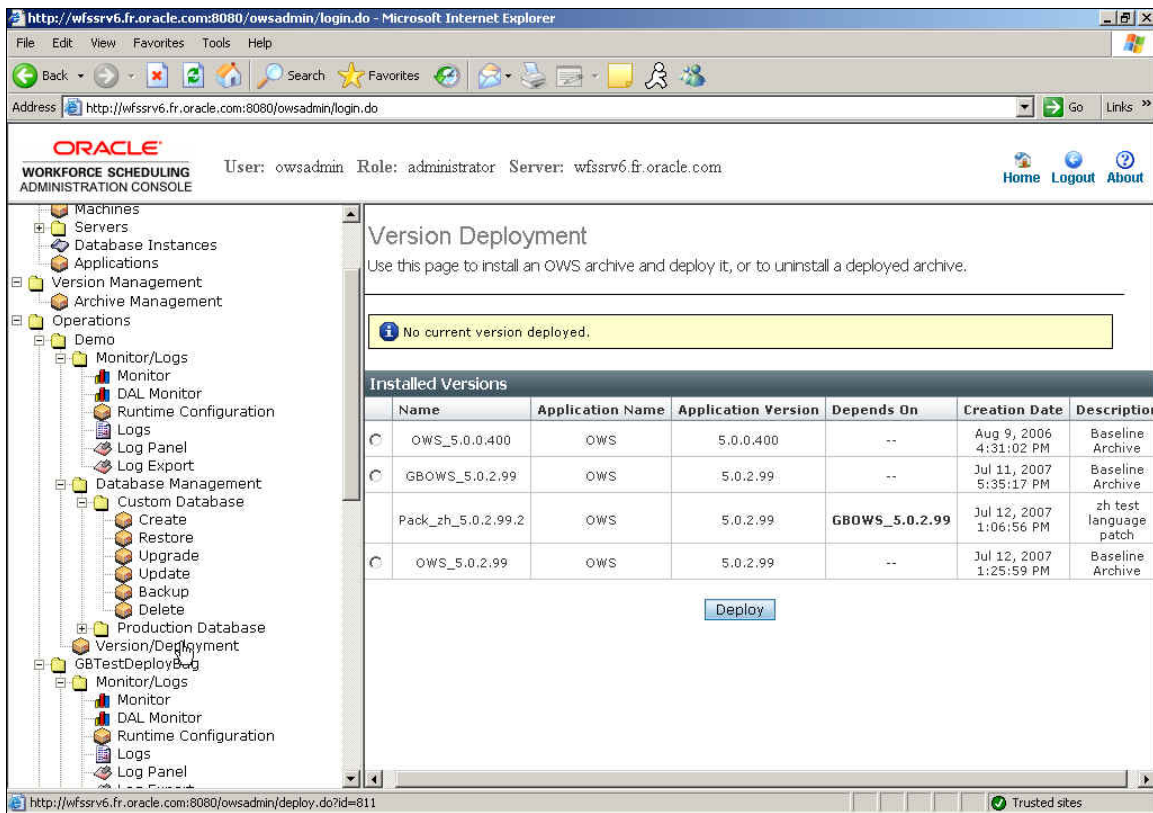 http://wfssrv6.fr.oracle.com:8080/owsadmin/login.do - Microsoft Internet Explorer
File Edit View Favorites Tools Help
Back Search Favorites
Address http://wfssrv6.fr.oracle.com:8080/owsadmin/login.do Go Links »
ORACLE
WORKFORCE SCHEDULING
ADMINISTRATION CONSOLE
User: owsadmin Role: administrator Server: wfssrv6.fr.oracle.com
Home Logout About
Machines
Servers
Database Instances
Applications
Version Management
Archive Management
Operations
Demo
Monitor/Logs
Monitor
DAL Monitor
Runtime Configuration
Logs
Log Panel
Log Export
Database Management
Custom Database
Create
Restore
Upgrade
Update
Backup
Delete
Production Database
Version/Deployment
GBTestDeployBug
Monitor/Logs
Monitor
DAL Monitor
Runtime Configuration
Logs
Log Panel
Version Deployment
Use this page to install an OWS archive and deploy it, or to uninstall a deployed archive.
No current version deployed.
Installed Versions
Name Application Name Application Version Depends On Creation Date Description
OWS_5.0.0.400 OWS 5.0.0.400 -- Aug 9, 2006 4:31:02 PM Baseline Archive
GBOWS_5.0.2.99 OWS 5.0.2.99 -- Jul 11, 2007 5:35:17 PM Baseline Archive
Pack_zh_5.0.2.99.2 OWS 5.0.2.99 GBOWS_5.0.2.99 Jul 12, 2007 1:06:56 PM zh test language patch
OWS_5.0.2.99 OWS 5.0.2.99 -- Jul 12, 2007 1:25:59 PM Baseline Archive
Deploy
http://wfssrv6.fr.oracle.com:8080/owsadmin/deploy.do?id=811
Trusted sites